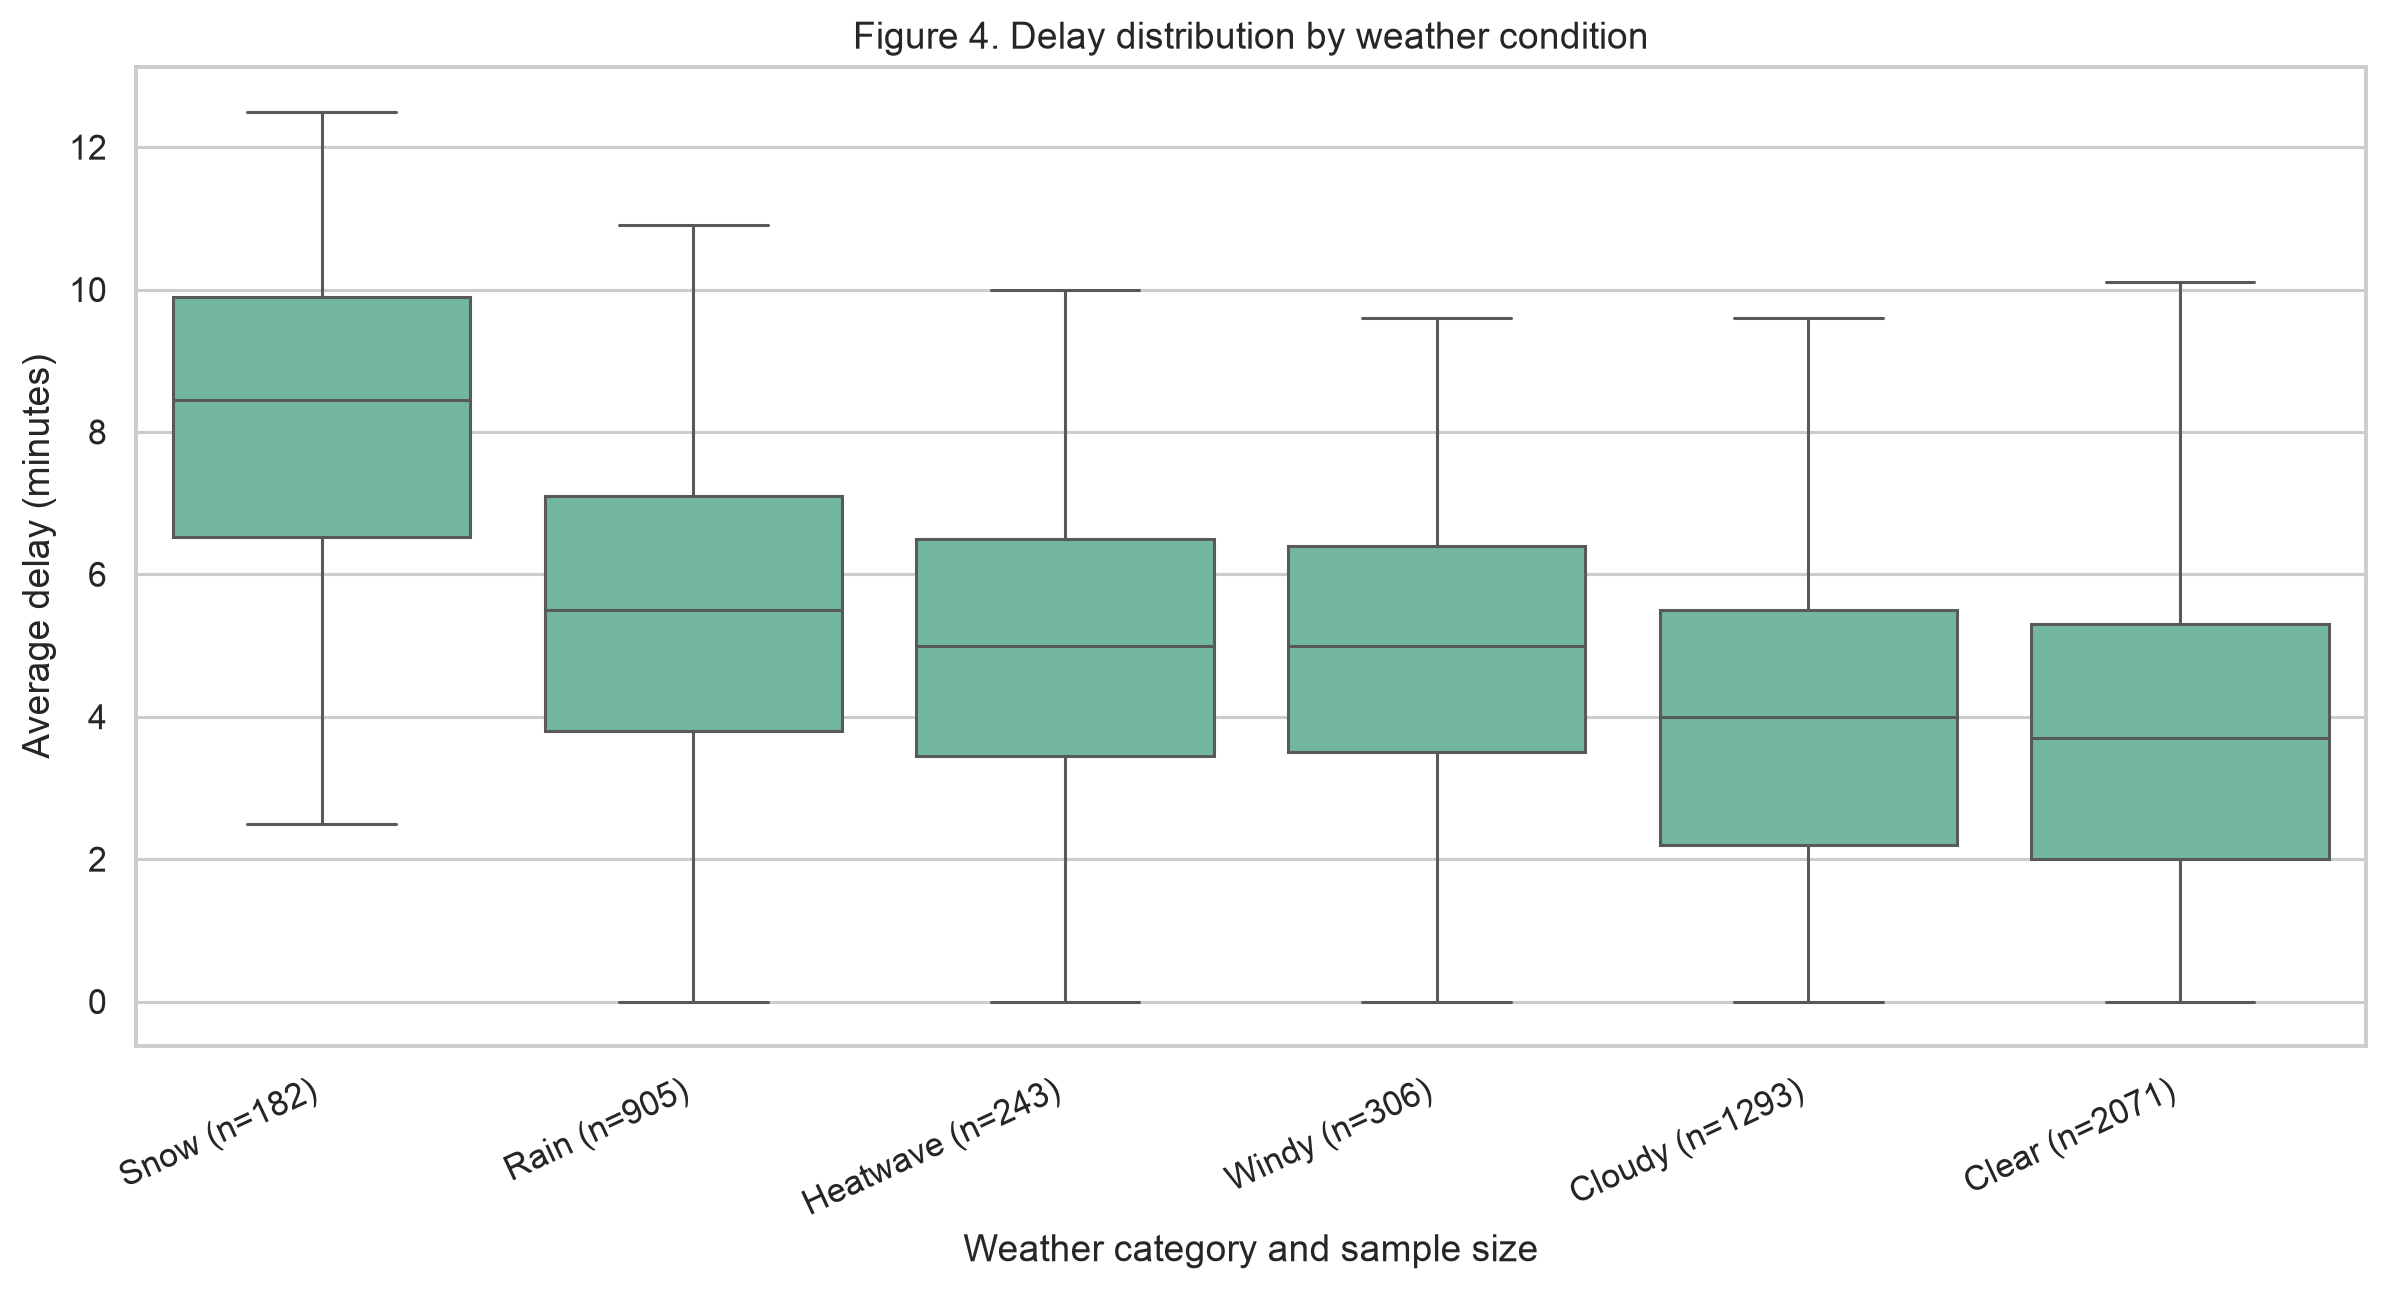 Figure 4. Delay distribution by weather condition
Average delay (minutes)
12
10
8
6
4
2
0
Snow (n=182)
Rain (n=905)
Heatwave (n=243)
Windy (n=306)
Cloudy (n=1293)
Clear (n=2071)
Weather category and sample size